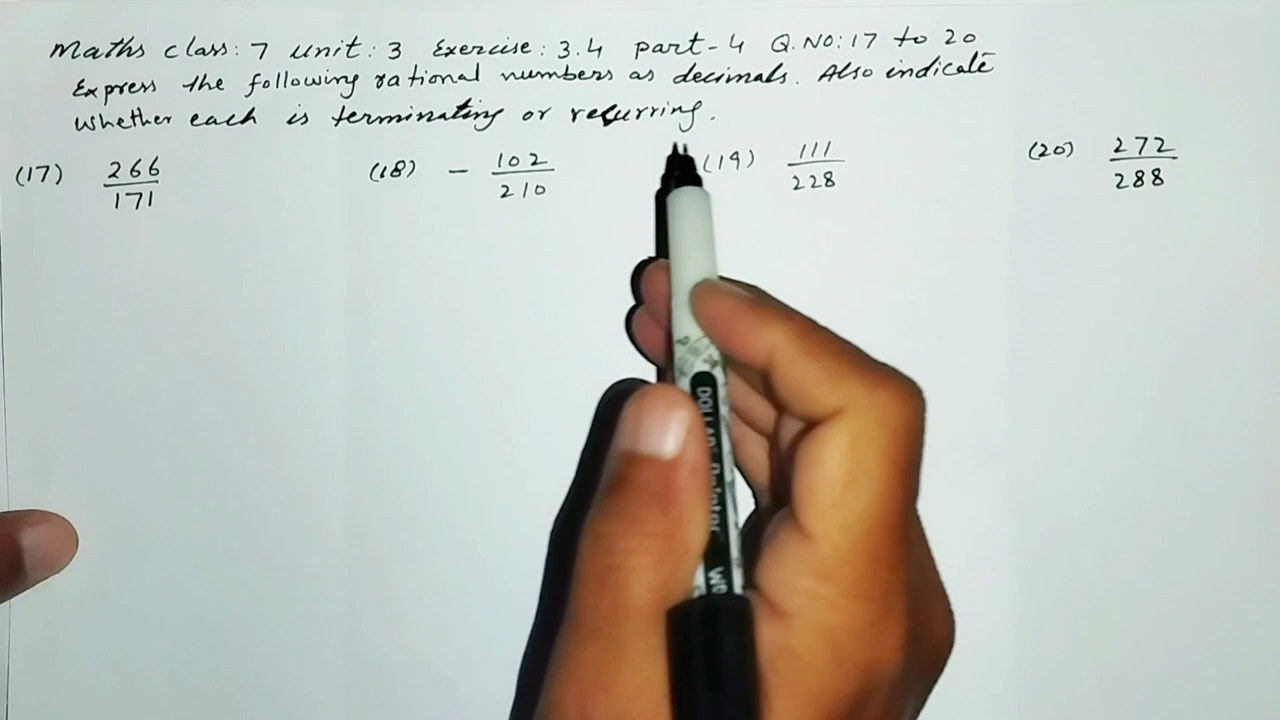 Maths class: 7 unit: 3 Exercise: 3.4 part-4 Q.NO:17 to 20
Express the following rational numbers as decimals. Also indicate
whether each is terminating or recurring.
(17) 266/171 (18) - 102/210 (19) 111/228 (20) 272/288
DOLLAR Pointer